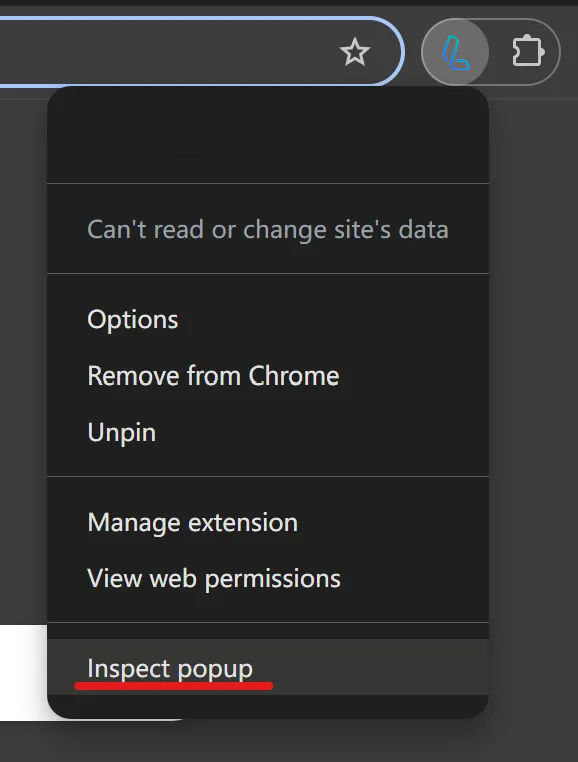 Can't read or change site's data
Options
Remove from Chrome
Unpin
Manage extension
View web permissions
Inspect popup